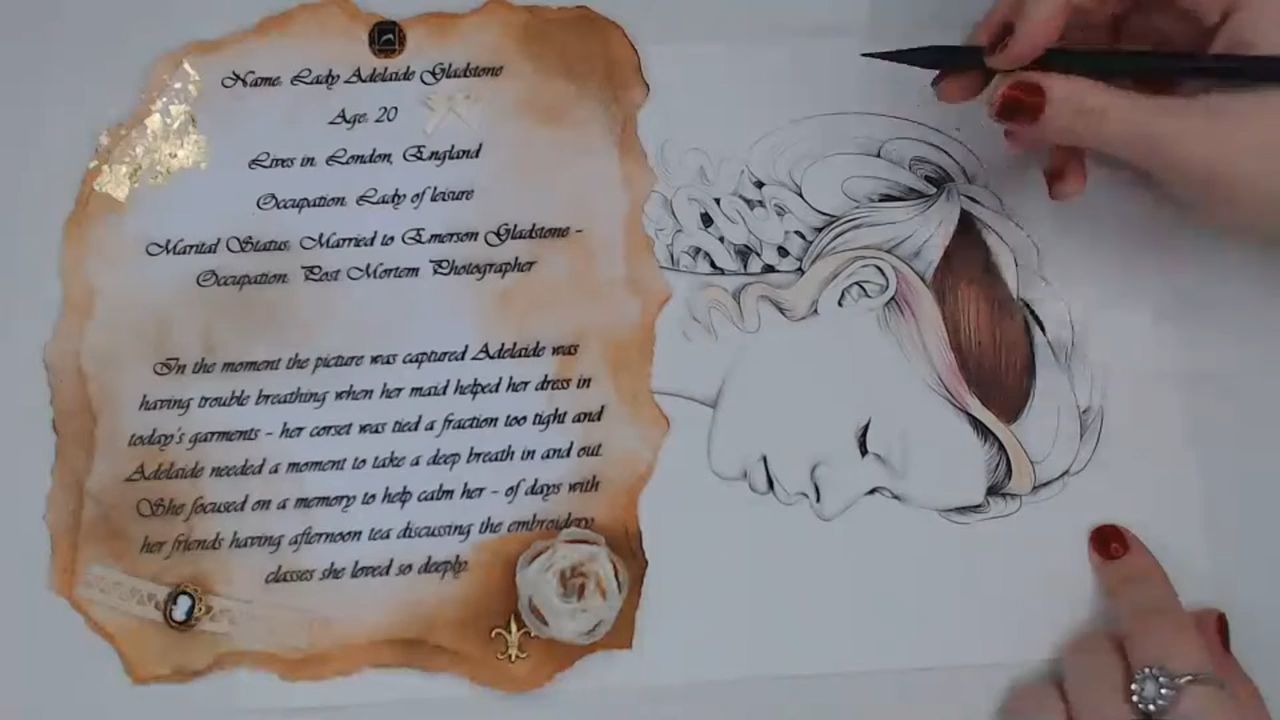 Name: Lady Adelaide Gladstone
Age: 20
Lives in: London, England
Occupation: Lady of leisure
Marital Status: Married to Emerson Gladstone –
Occupation: Post Mortem Photographer
In the moment the picture was captured Adelaide was
having trouble breathing when her maid helped her dress in
today's garments – her corset was tied a fraction too tight and
Adelaide needed a moment to take a deep breath in and out.
She focused on a memory to help calm her – of days with
her friends having afternoon tea discussing the embroidery
classes she loved so deeply.